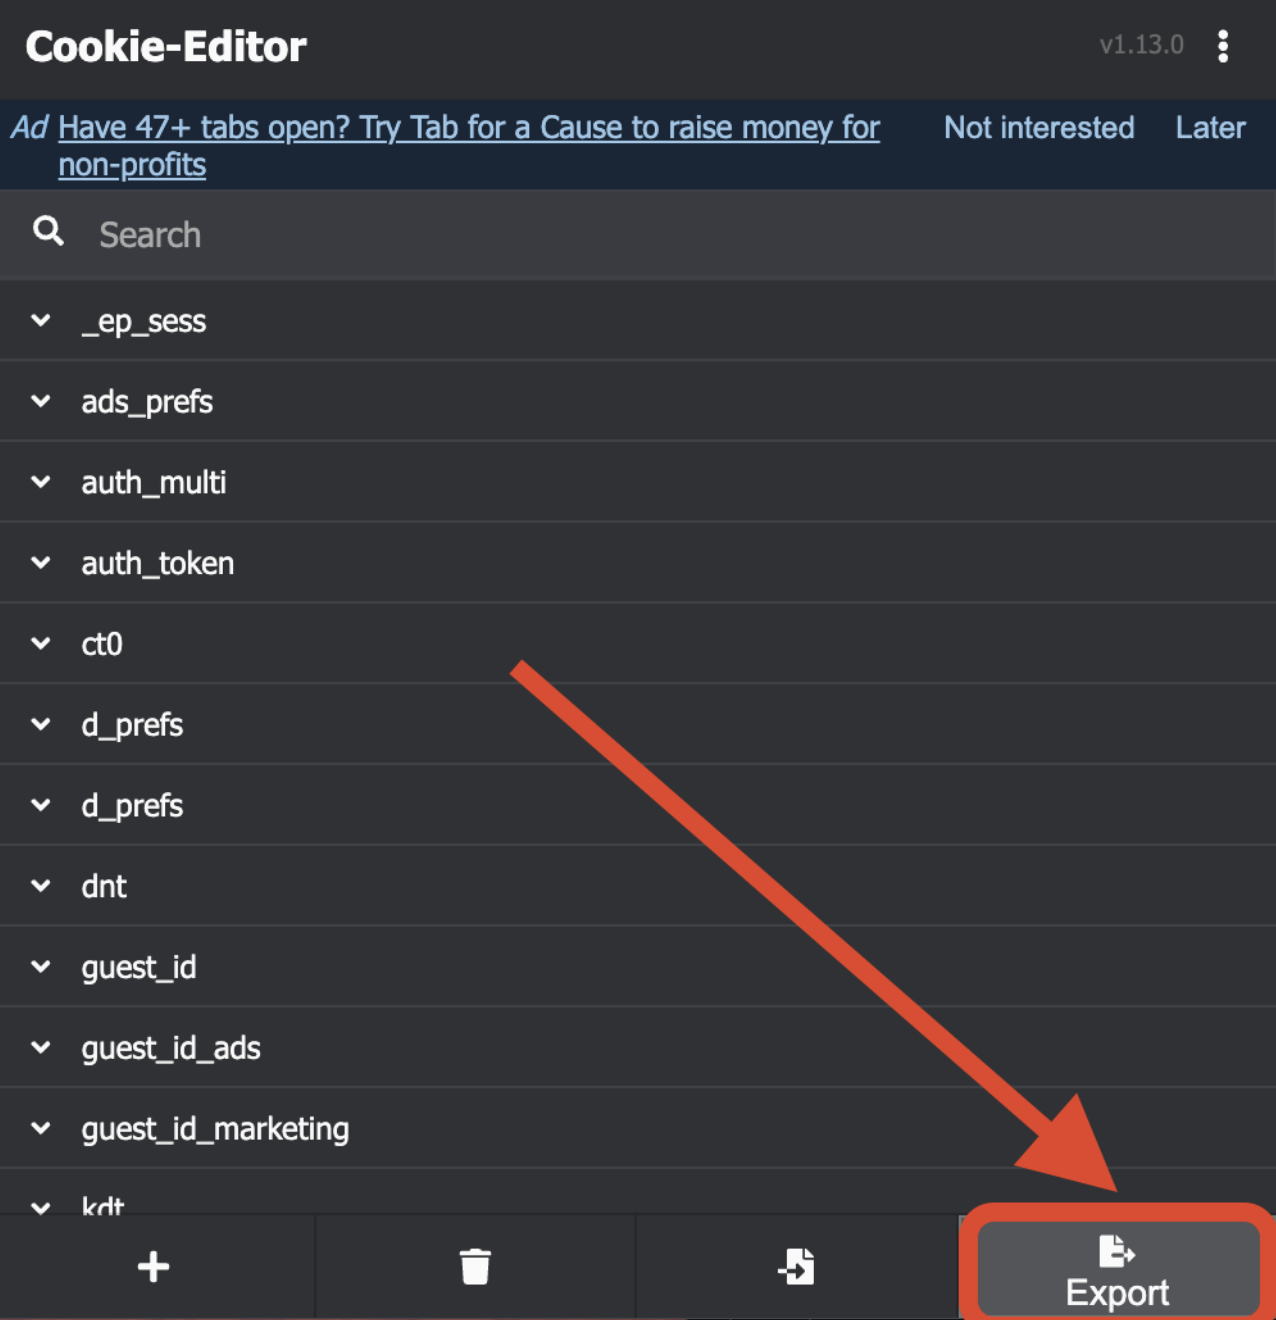 Cookie-Editor
v1.13.0
Ad Have 47+ tabs open? Try Tab for a Cause to raise money for
non-profits
Not interested
Later
Search
_ep_sess
ads_prefs
auth_multi
auth_token
ct0
d_prefs
d_prefs
dnt
guest_id
guest_id_ads
guest_id_marketing
kdt
Export